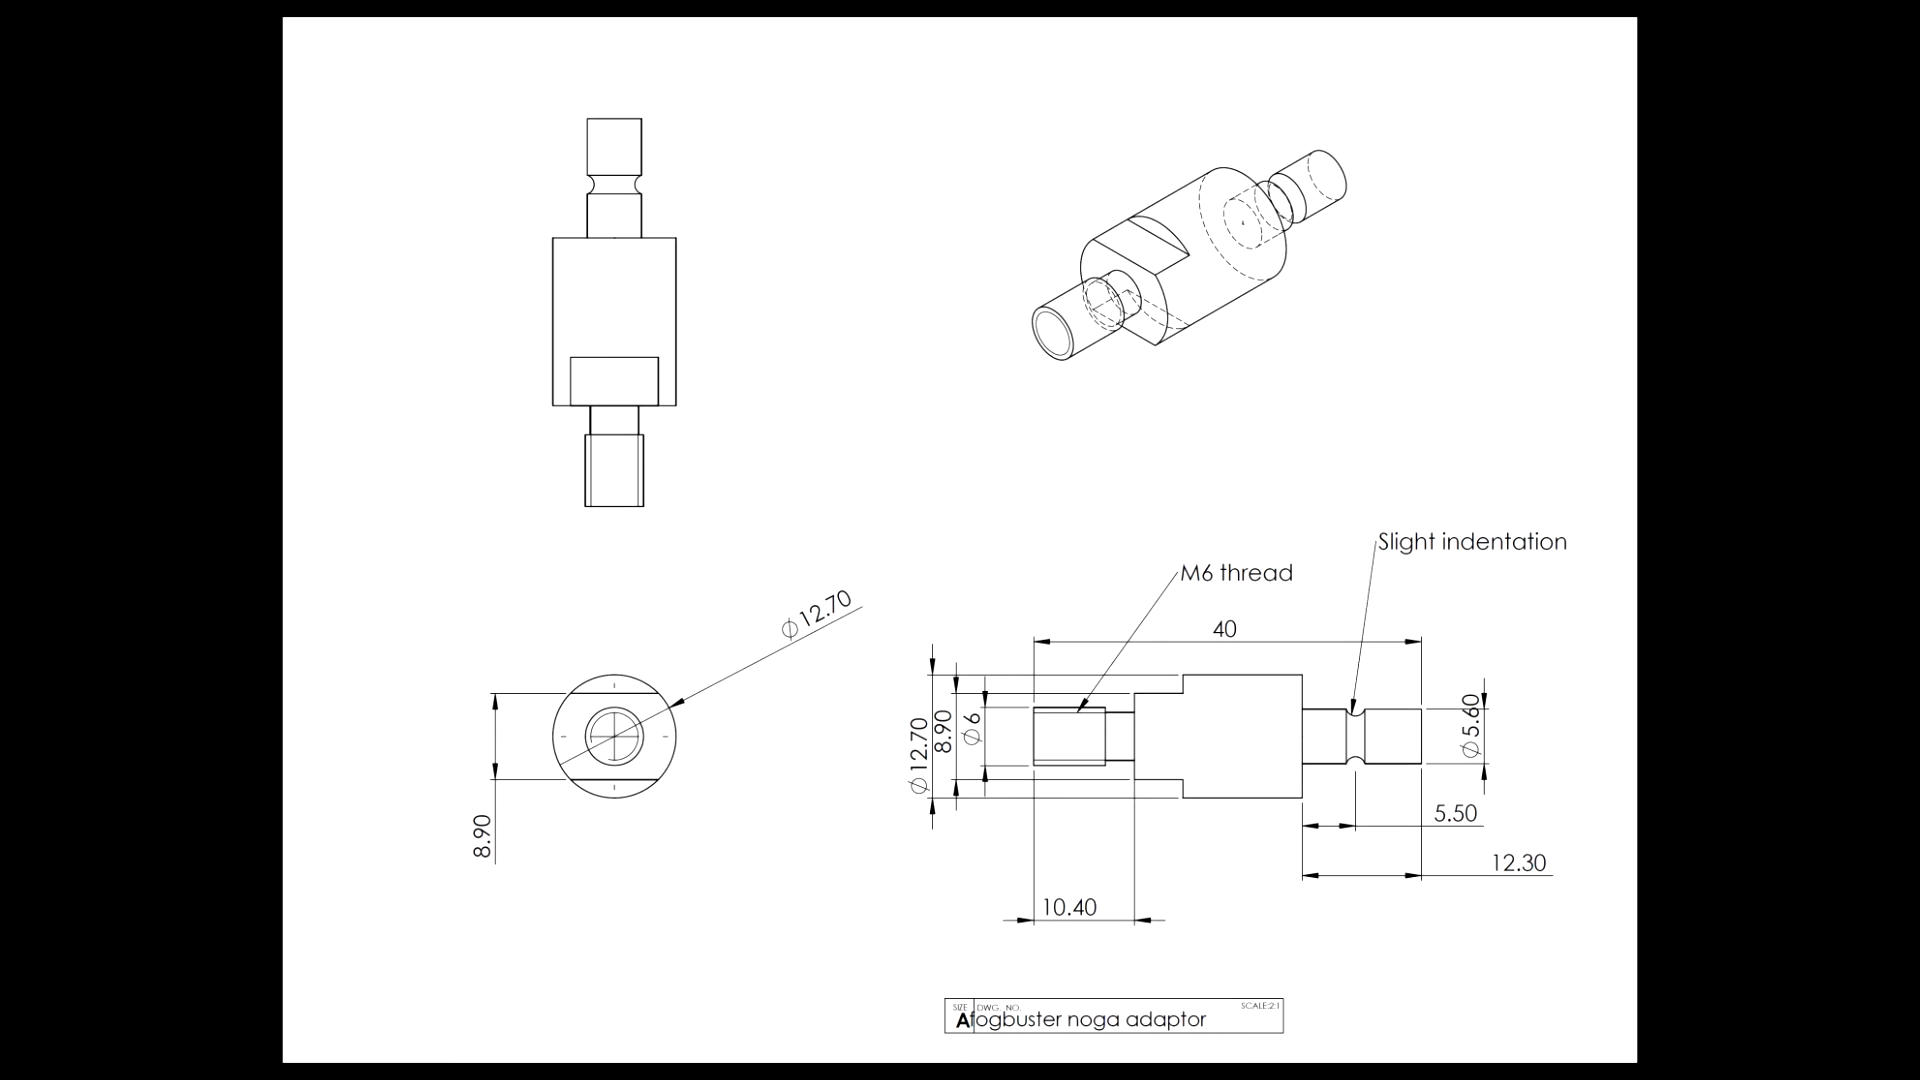 Slight indentation
M6 thread
∅12.70
40
∅12.70
8.90
∅6
∅5.60
8.90
5.50
12.30
10.40
SIZE DWG. NO. SCALE:2:1
A fogbuster noga adaptor